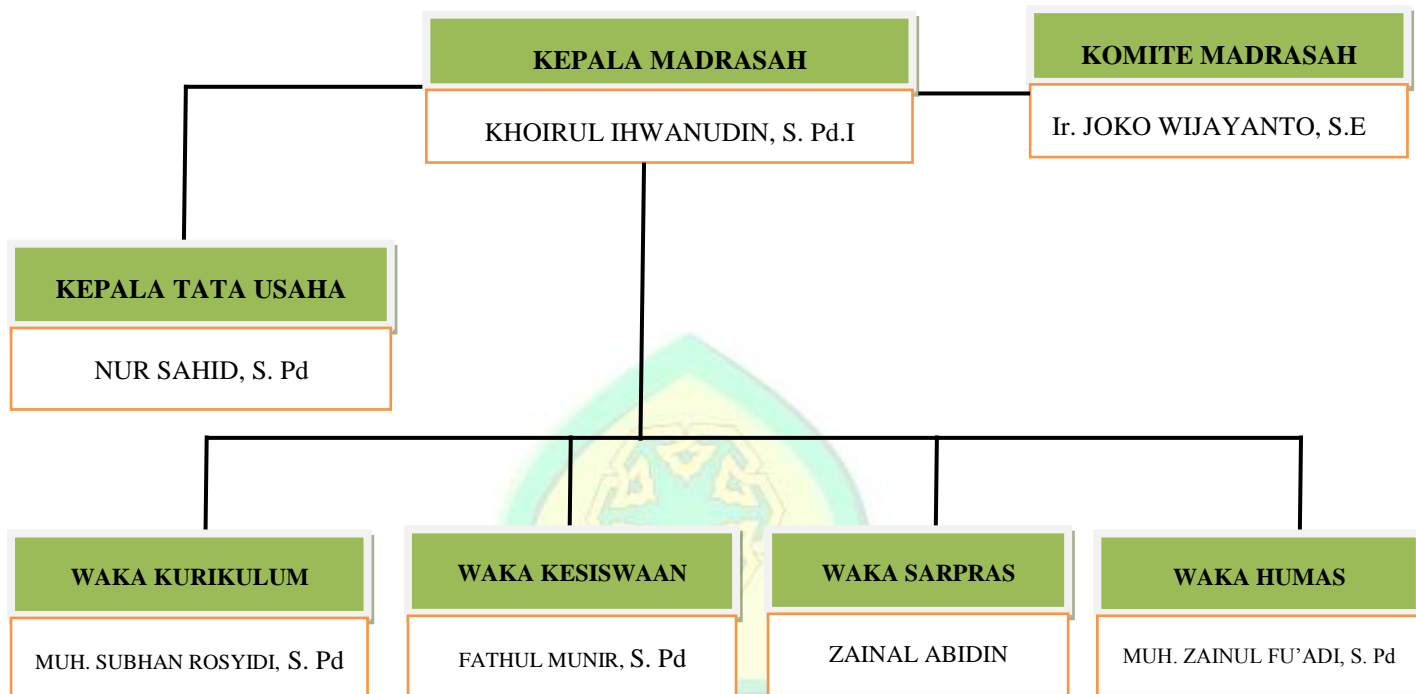 KEPALA MADRASAH
KHOIRUL IHWANUDIN, S. Pd.I
KOMITE MADRASAH
Ir. JOKO WIJAYANTO, S.E
KEPALA TATA USAHA
NUR SAHID, S. Pd
WAKA KURIKULUM
MUH. SUBHAN ROSYIDI, S. Pd
WAKA KESISWAAN
FATHUL MUNIR, S. Pd
WAKA SARPRAS
ZAINAL ABIDIN
WAKA HUMAS
MUH. ZAINUL FU’ADI, S. Pd